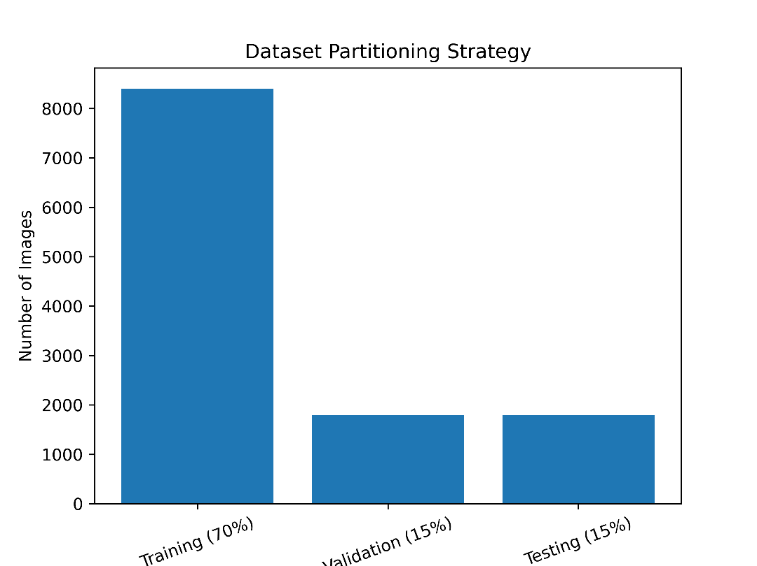 Dataset Partitioning Strategy
Number of Images
8000
7000
6000
5000
4000
3000
2000
1000
0
Training (70%)
Validation (15%)
Testing (15%)